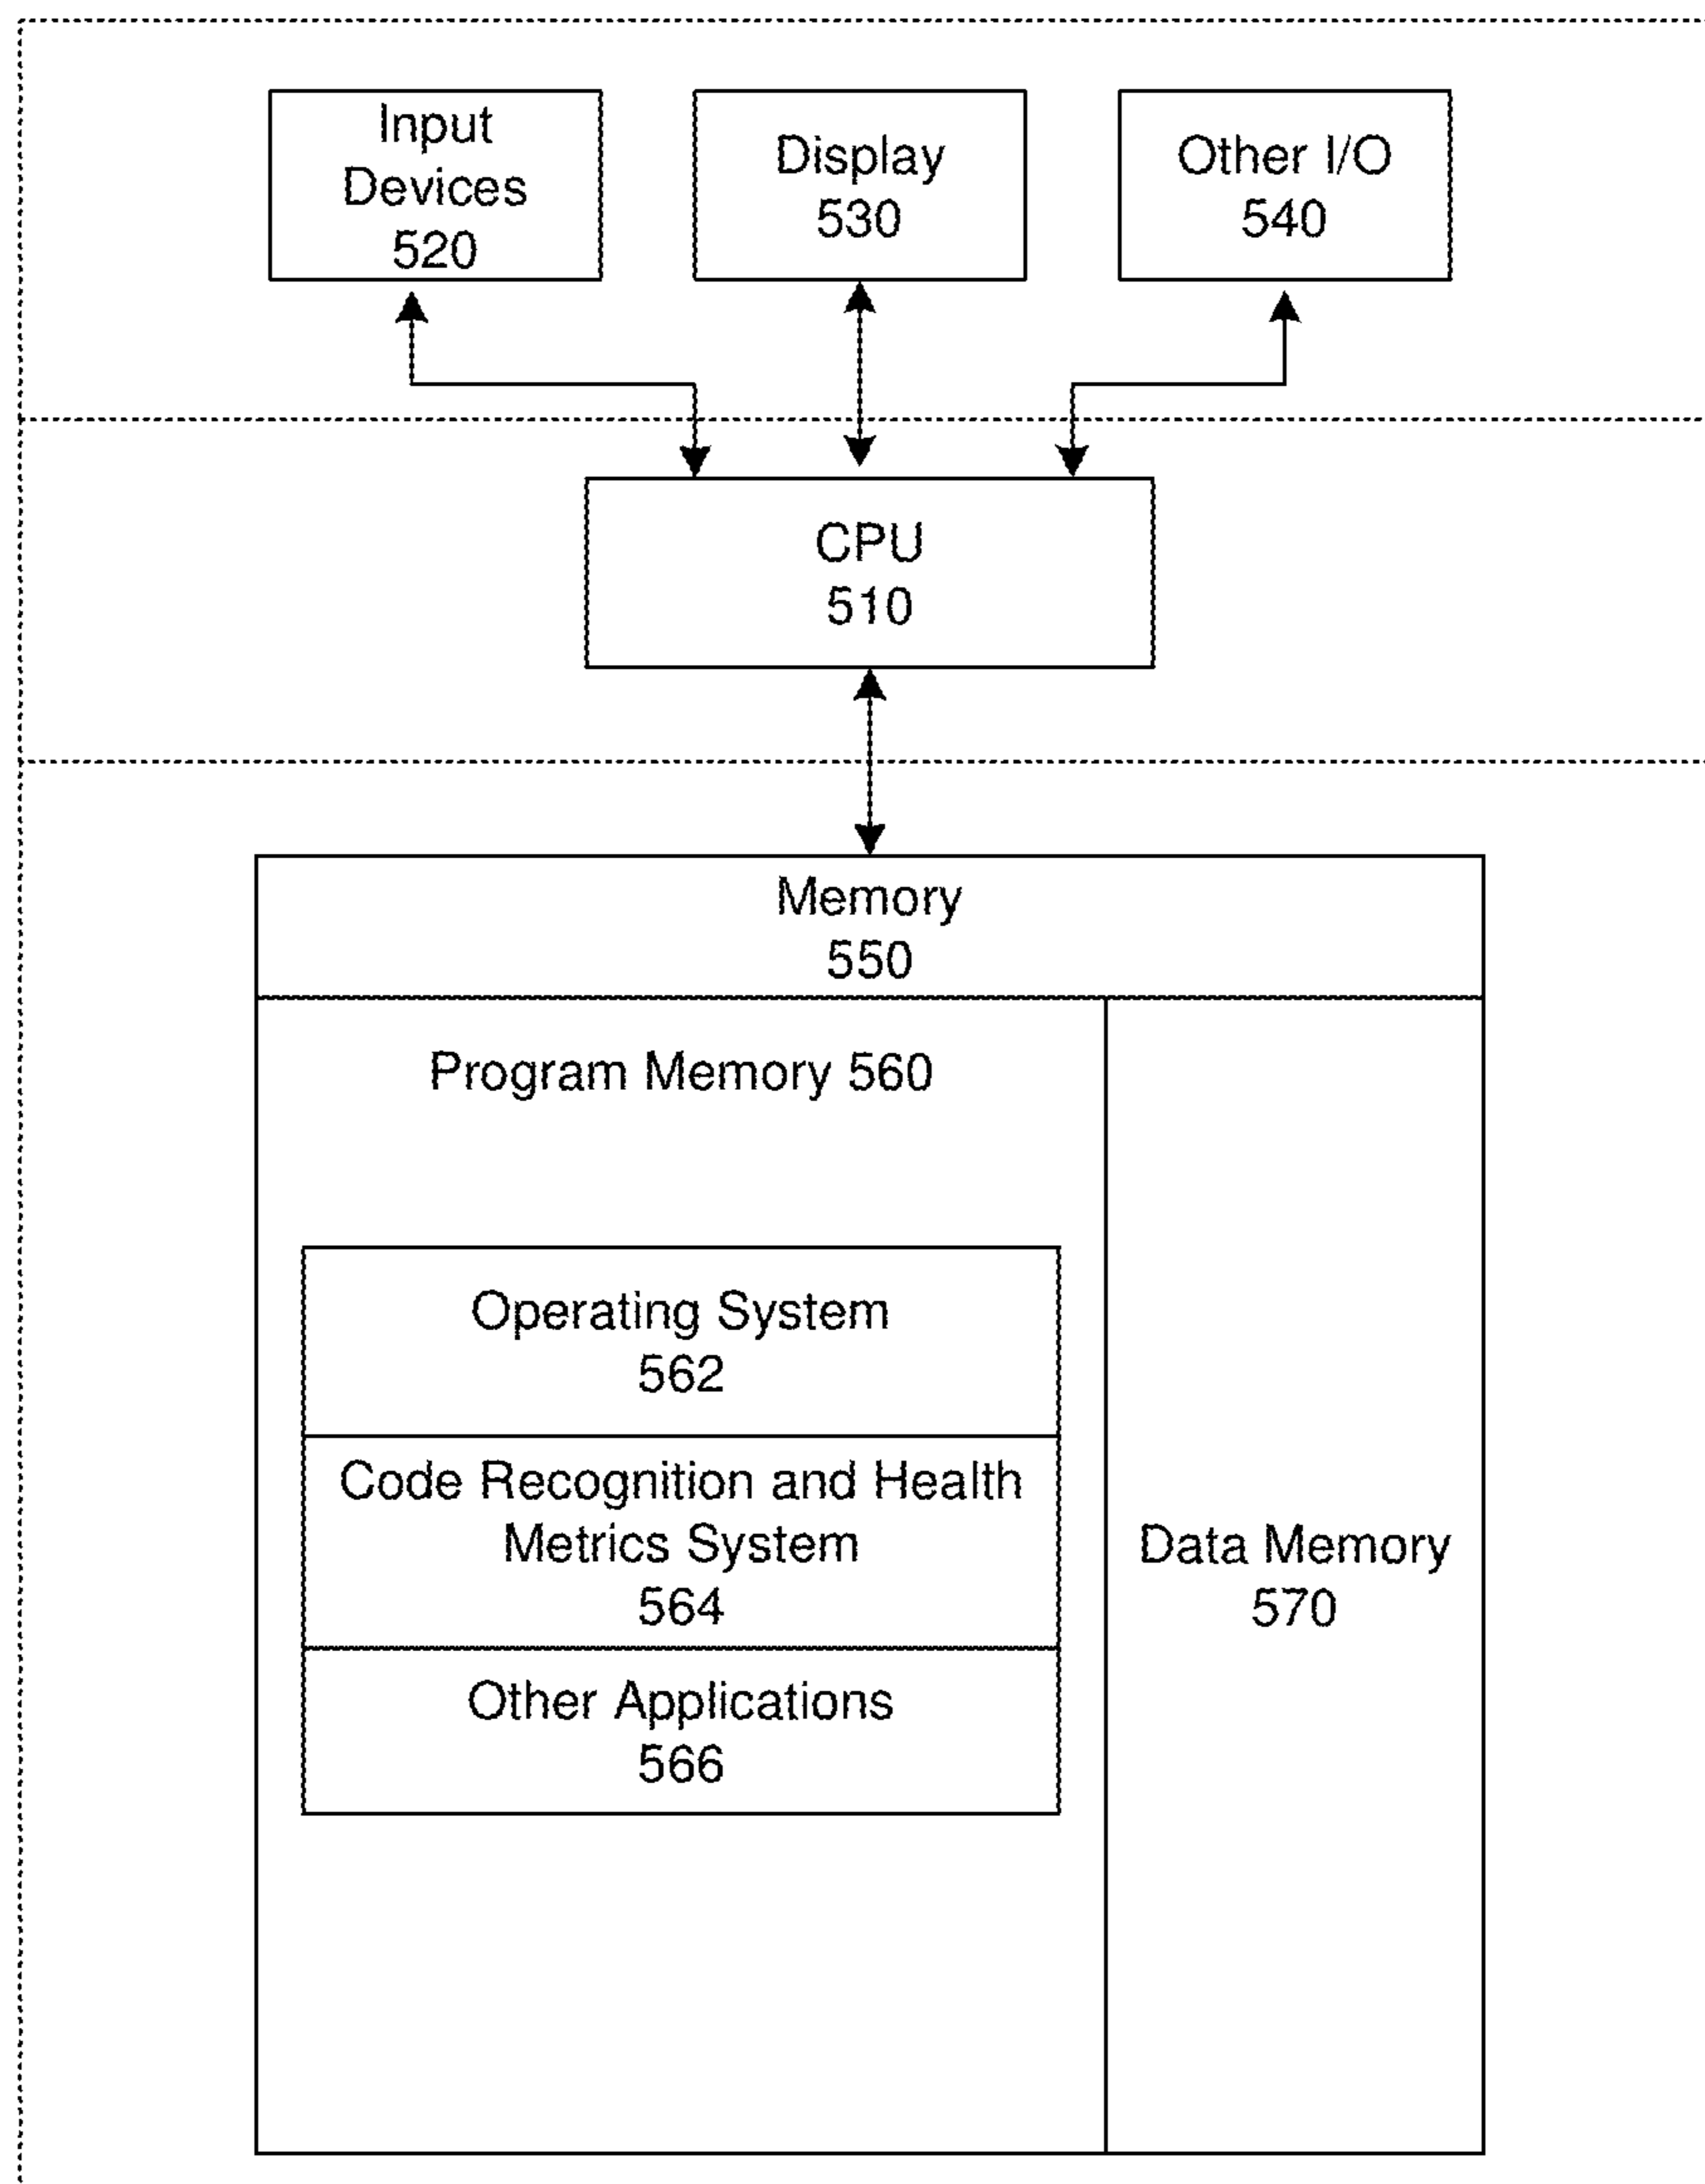 Input
Devices
520
Display
530
Other I/O
540
CPU
510
Memory
550
Program Memory 560
Operating System
562
Code Recognition and Health
Metrics System
564
Other Applications
566
Data Memory
570